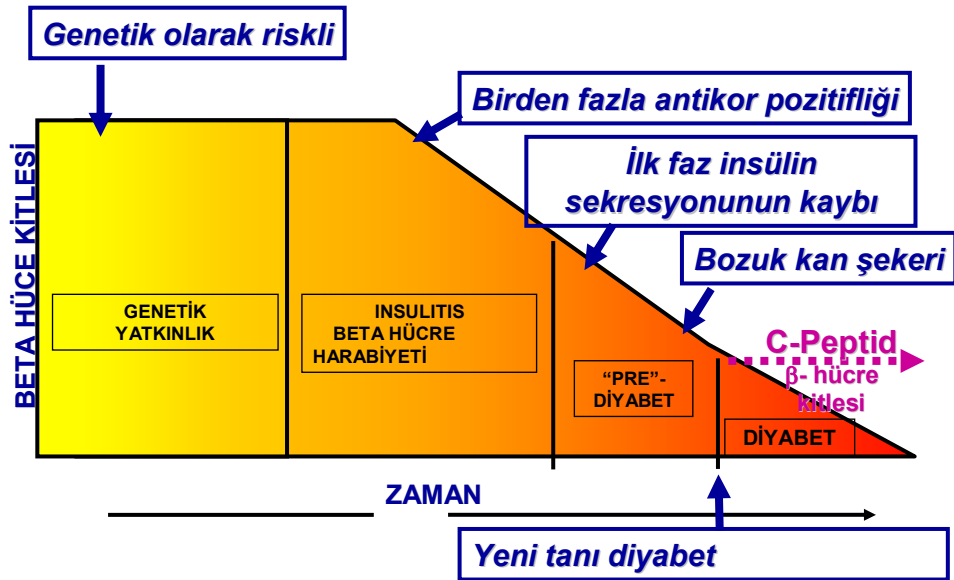 Genetik olarak riskli
Birden fazla antikor pozitifliği
İlk faz insülin
sekresyonunun kaybı
Bozuk kan şekeri
BETA HÜCE KİTLESİ
GENETİK
YATKINLIK
INSULITIS
BETA HÜCRE
HARABİYETİ
“PRE”-
DİYABET
C-Peptid
β- hücre
kitlesi
DİYABET
ZAMAN
Yeni tanı diyabet